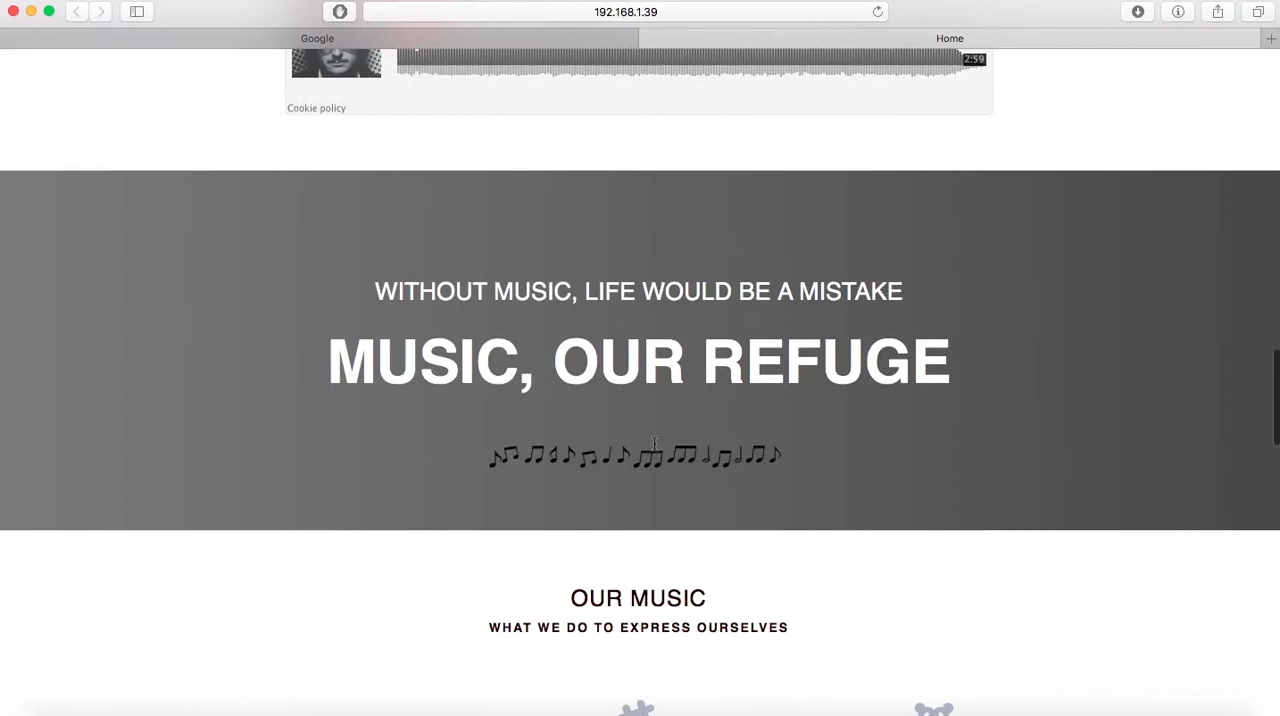 192.168.1.39
Google
Home
2:59
Cookie policy
WITHOUT MUSIC, LIFE WOULD BE A MISTAKE
MUSIC, OUR REFUGE
OUR MUSIC
WHAT WE DO TO EXPRESS OURSELVES